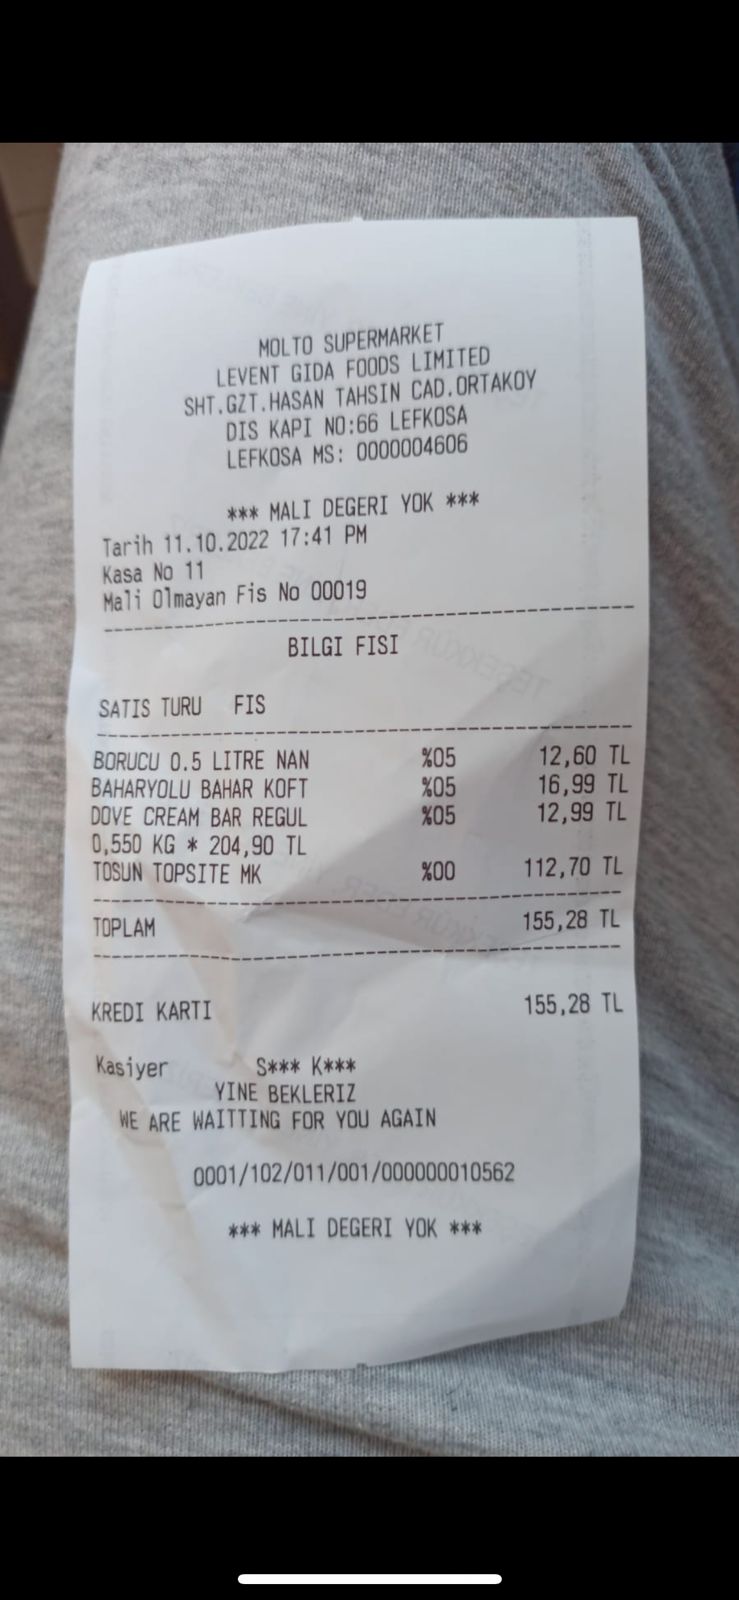 MOLTO SUPERMARKET
LEVENT GIDA FOODS LIMITED
SHT.GZT.HASAN TAHSIN CAD.ORTAKOY
DIS KAPI NO:66 LEFKOSA
LEFKOSA MS: 0000004606
*** MALI DEGERI YOK ***
Tarih 11.10.2022 17:41 PM
Kasa No 11
Mali Olmayan Fis No 00019
BILGI FISI
SATIS TURU FIS
BORUCU 0.5 LITRE NAN %05 12,60 TL
BAHARYOLU BAHAR KOFT %05 16,99 TL
DOVE CREAM BAR REGUL %05 12,99 TL
0,550 KG * 204,90 TL
TOSUN TOPSITE MK %00 112,70 TL
TOPLAM 155,28 TL
KREDI KARTI 155,28 TL
Kasiyer S*** K***
YINE BEKLERIZ
WE ARE WAITTING FOR YOU AGAIN
0001/102/011/001/000000010562
*** MALI DEGERI YOK ***